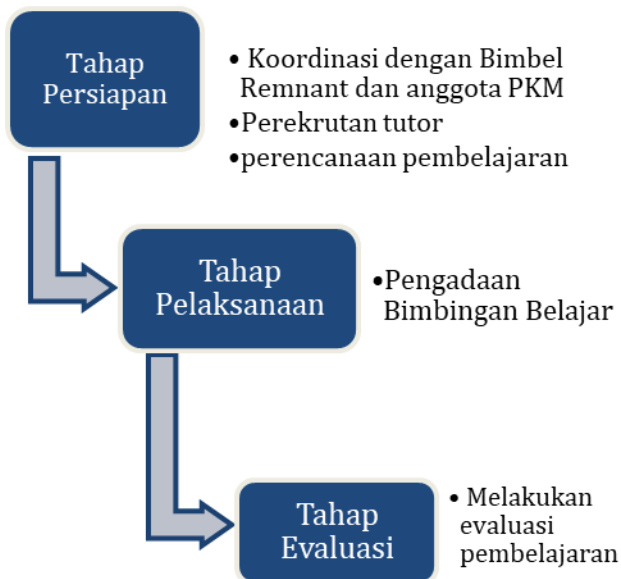 Tahap
Persiapan
• Koordinasi dengan Bimbel
Remnant dan anggota PKM
•Perekrutan tutor
•perencanaan pembelajaran
Tahap
Pelaksanaan
•Pengadaan
Bimbingan Belajar
Tahap
Evaluasi
• Melakukan
evaluasi
pembelajaran